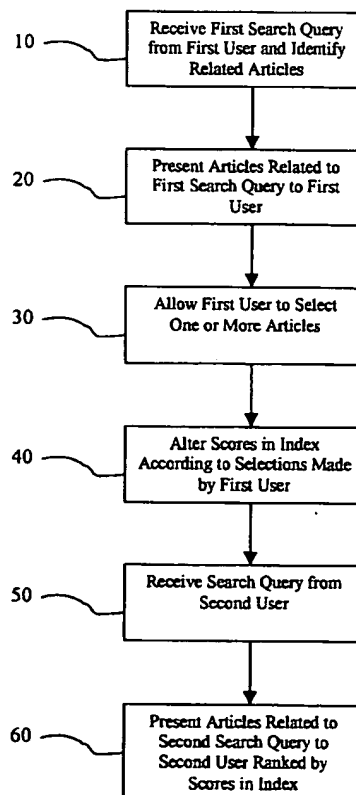 10
Receive First Search Query
from First User and Identify
Related Articles
20
Present Articles Related to
First Search Query to First
User
30
Allow First User to Select
One or More Articles
40
Alter Scores in Index
According to Selections Made
by First User
50
Receive Search Query from
Second User
60
Present Articles Related to
Second Search Query to
Second User Ranked by
Scores in Index